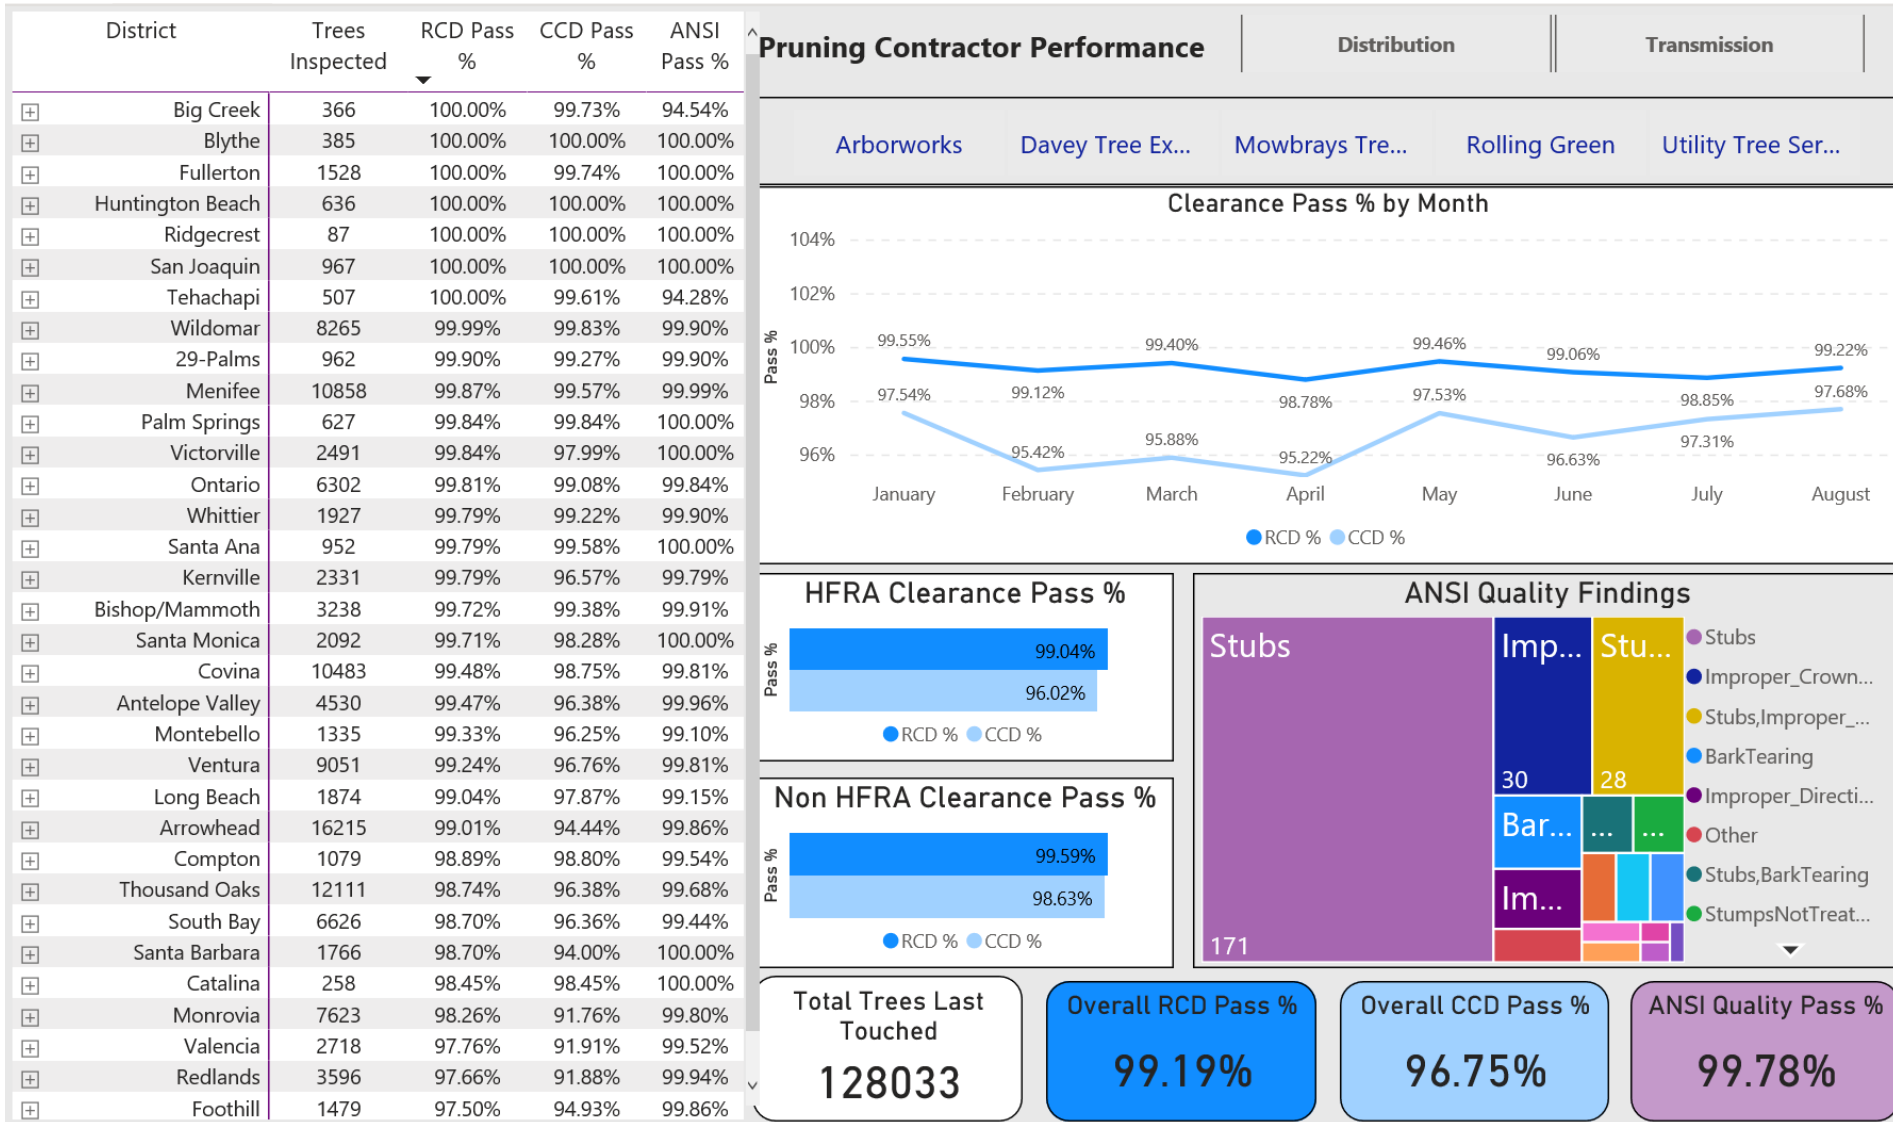 District Trees Inspected RCD Pass % CCD Pass % ANSI Pass %
Big Creek 366 100.00% 99.73% 94.54%
Blythe 385 100.00% 100.00% 100.00%
Fullerton 1528 100.00% 99.74% 100.00%
Huntington Beach 636 100.00% 100.00% 100.00%
Ridgecrest 87 100.00% 100.00% 100.00%
San Joaquin 967 100.00% 100.00% 100.00%
Tehachapi 507 100.00% 99.61% 94.28%
Wildomar 8265 99.99% 99.83% 99.90%
29-Palms 962 99.90% 99.27% 99.90%
Menifee 10858 99.87% 99.57% 99.99%
Palm Springs 627 99.84% 99.84% 100.00%
Victorville 2491 99.84% 97.99% 100.00%
Ontario 6302 99.81% 99.08% 99.84%
Whittier 1927 99.79% 99.22% 99.90%
Santa Ana 952 99.79% 99.58% 100.00%
Kernville 2331 99.79% 96.57% 99.79%
Bishop/Mammoth 3238 99.72% 99.38% 99.91%
Santa Monica 2092 99.71% 98.28% 100.00%
Covina 10483 99.48% 98.75% 99.81%
Antelope Valley 4530 99.47% 96.38% 99.96%
Montebello 1335 99.33% 96.25% 99.10%
Ventura 9051 99.24% 96.76% 99.81%
Long Beach 1874 99.04% 97.87% 99.15%
Arrowhead 16215 99.01% 94.44% 99.86%
Compton 1079 98.89% 98.80% 99.54%
Thousand Oaks 12111 98.74% 96.38% 99.68%
South Bay 6626 98.70% 96.36% 99.44%
Santa Barbara 1766 98.70% 94.00% 100.00%
Catalina 258 98.45% 98.45% 100.00%
Monrovia 7623 98.26% 91.76% 99.80%
Valencia 2718 97.76% 91.91% 99.52%
Redlands 3596 97.66% 91.88% 99.94%
Foothill 1479 97.50% 94.93% 99.86%
Pruning Contractor Performance
Distribution
Transmission
Arborworks
Davey Tree Ex...
Mowbrays Tre...
Rolling Green
Utility Tree Ser...
Clearance Pass % by Month
Pass %
104%
102%
100%
98%
96%
99.55% 99.12% 99.40% 98.78% 99.46% 99.06% 98.85% 99.22%
97.54% 95.42% 95.88% 95.22% 97.53% 96.63% 97.31% 97.68%
January February March April May June July August
RCD % CCD %
HFRA Clearance Pass %
Pass %
99.04%
96.02%
RCD % CCD %
Non HFRA Clearance Pass %
Pass %
99.59%
98.63%
RCD % CCD %
ANSI Quality Findings
Stubs
171
Imp...
30
Stu...
28
Bar...
...
...
Im...
Stubs
Improper_Crown...
Stubs,Improper_...
BarkTearing
Improper_Directi...
Other
Stubs,BarkTearing
StumpsNotTreat...
Total Trees Last
Touched
128033
Overall RCD Pass %
99.19%
Overall CCD Pass %
96.75%
ANSI Quality Pass %
99.78%